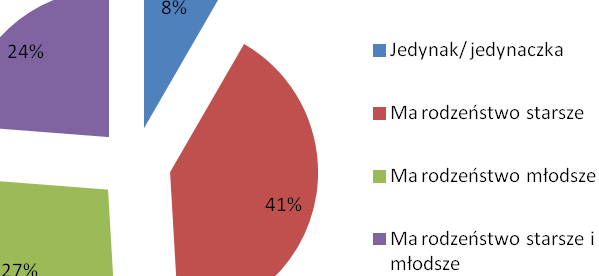 8%
24%
41%
27%
Jedynak/jedynaczka
Ma rodzeństwo starsze
Ma rodzeństwo młodsze
Ma rodzeństwo starsze i
młodsze